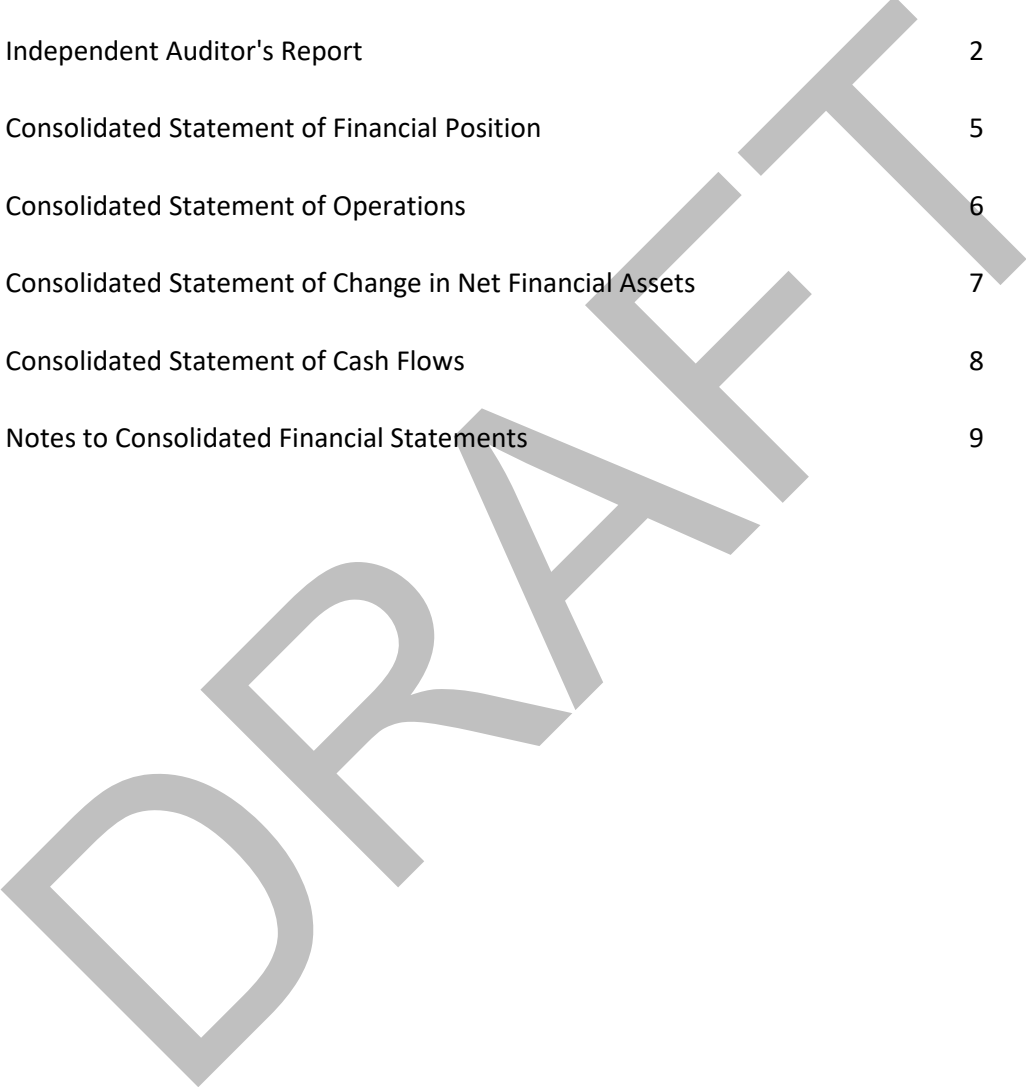 Independent Auditor's Report 2
Consolidated Statement of Financial Position 5
Consolidated Statement of Operations 6
Consolidated Statement of Change in Net Financial Assets 7
Consolidated Statement of Cash Flows 8
Notes to Consolidated Financial Statements 9
DRAFT